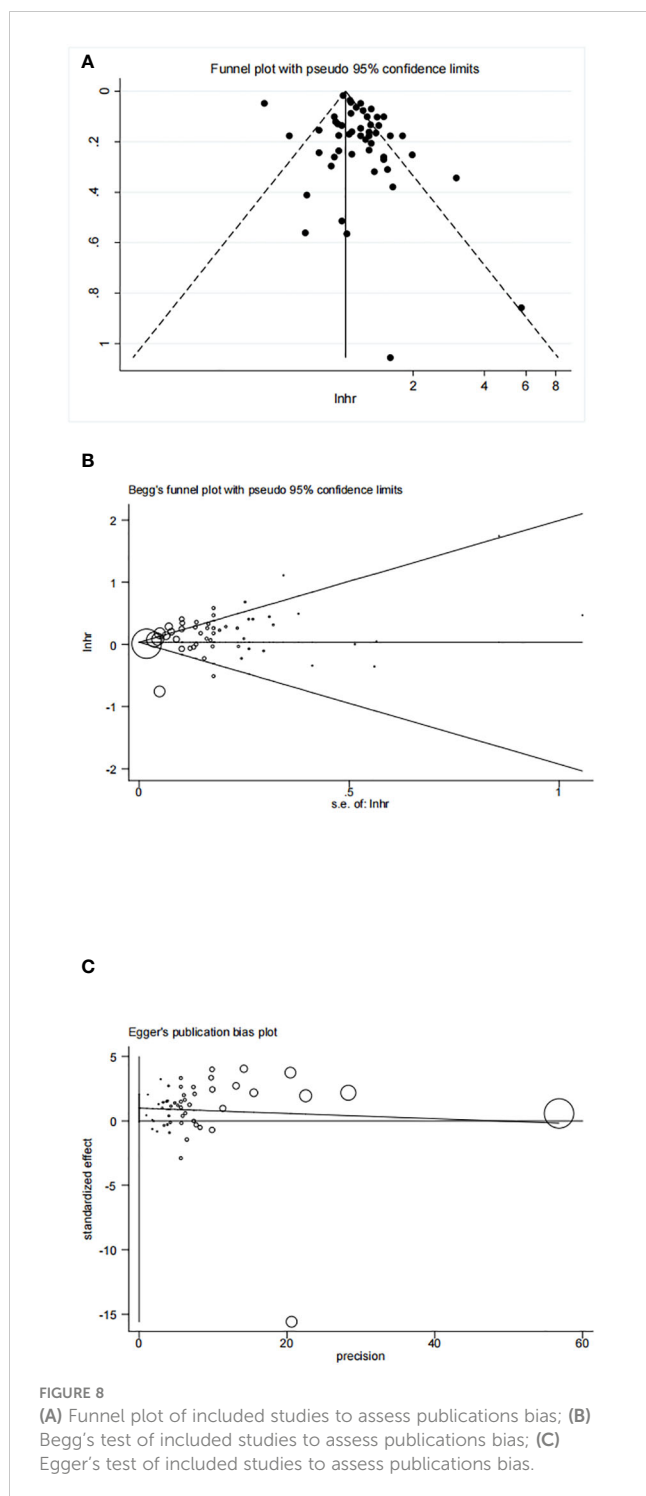 A
Funnel plot with pseudo 95% confidence limits
0
.2
.4
.6
.8
1
2
4
6
8
lnhr
B
Begg's funnel plot with pseudo 95% confidence limits
lnhr
2
1
0
-1
-2
0
.5
1
s.e. of: lnhr
C
Egger's publication bias plot
standardized effect
5
0
-5
-10
-15
0
20
40
60
precision
FIGURE 8
(A) Funnel plot of included studies to assess publications bias; (B)
Begg's test of included studies to assess publications bias; (C)
Egger's test of included studies to assess publications bias.